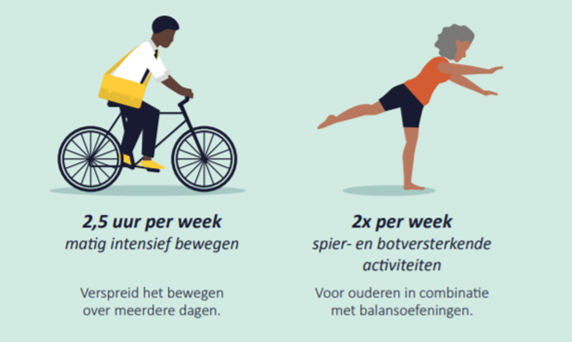 2,5 uur per week
matig intensief bewegen
Verspreid het bewegen
over meerdere dagen.
2x per week
spier- en botversterkende
activiteiten
Voor ouderen in combinatie
met balansoefeningen.